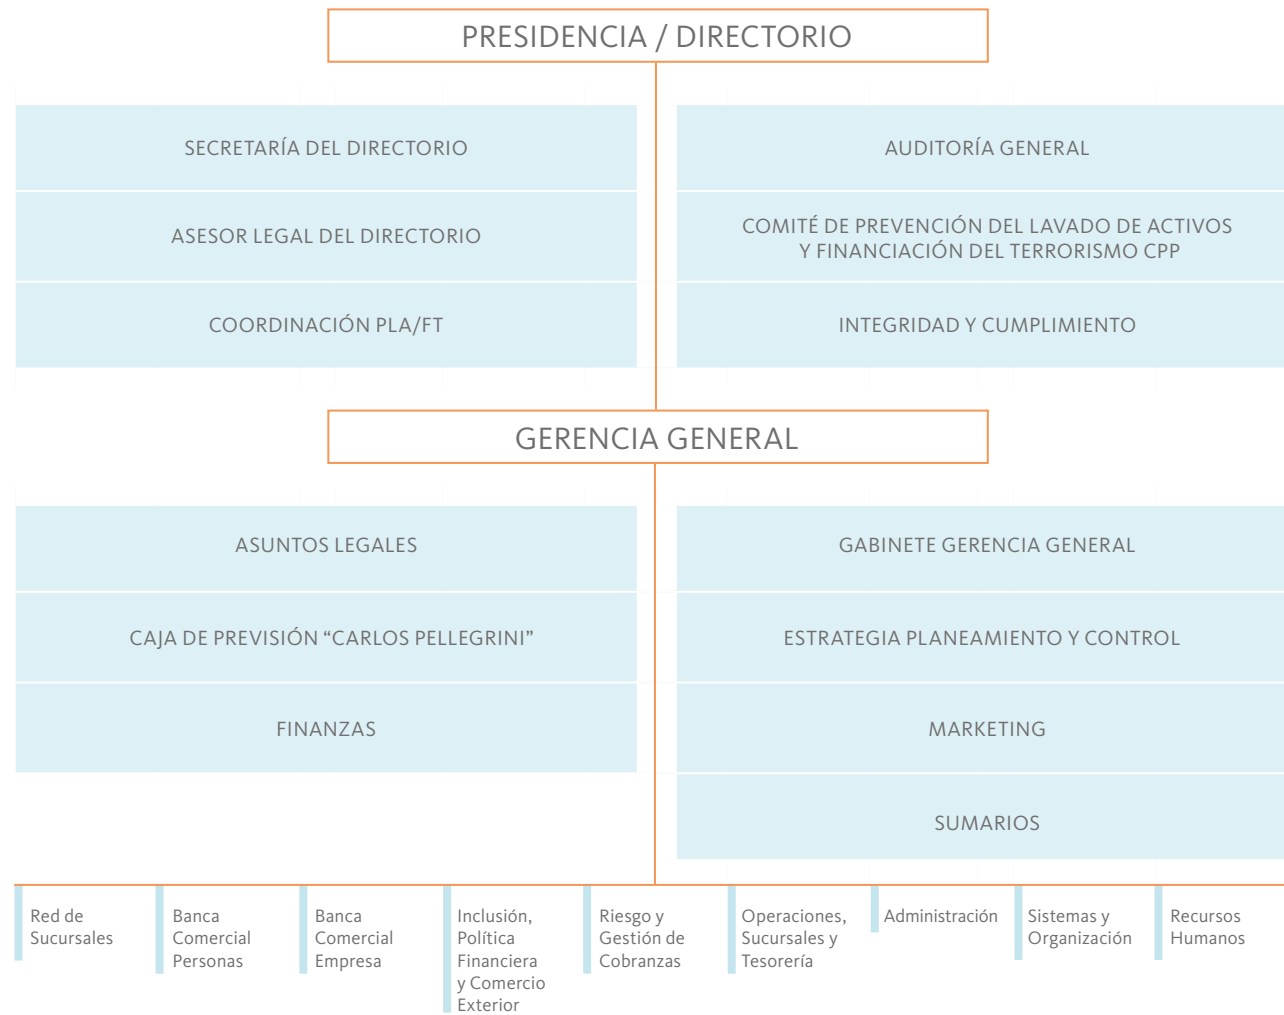 PRESIDENCIA / DIRECTORIO
SECRETARÍA DEL DIRECTORIO
AUDITORÍA GENERAL
ASESOR LEGAL DEL DIRECTORIO
COMITÉ DE PREVENCIÓN DEL LAVADO DE ACTIVOS
Y FINANCIACIÓN DEL TERRORISMO CPP
COORDINACIÓN PLA/FT
INTEGRIDAD Y CUMPLIMIENTO
GERENCIA GENERAL
ASUNTOS LEGALES
GABINETE GERENCIA GENERAL
CAJA DE PREVISIÓN “CARLOS PELLEGRINI”
ESTRATEGIA PLANEAMIENTO Y CONTROL
FINANZAS
MARKETING
SUMARIOS
Red de
Sucursales
Banca
Comercial
Personas
Banca
Comercial
Empresa
Inclusión,
Política
Financiera
y Comercio
Exterior
Riesgo y
Gestión de
Cobranzas
Operaciones,
Sucursales y
Tesorería
Administración
Sistemas y
Organización
Recursos
Humanos